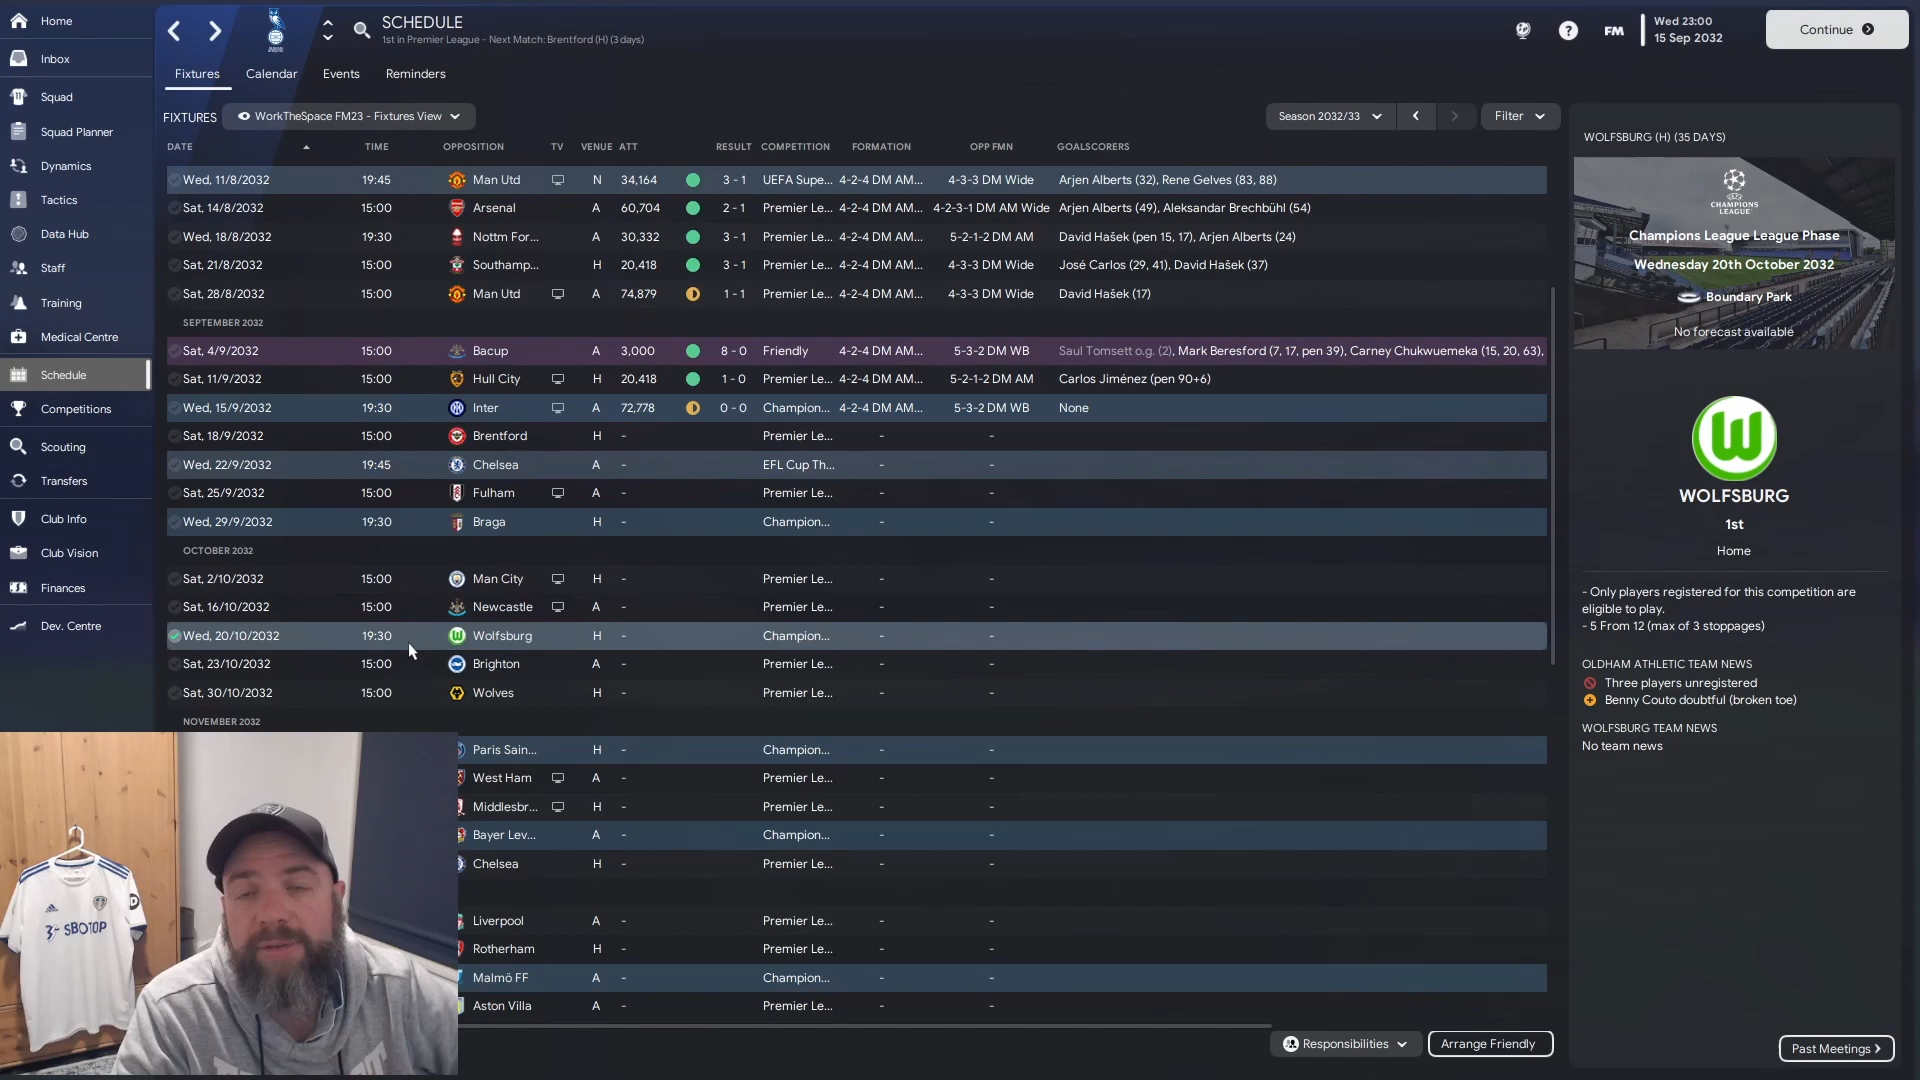 Home
Inbox
Squad
Squad Planner
Dynamics
Tactics
Data Hub
Staff
Training
Medical Centre
Schedule
Competitions
Scouting
Transfers
Club Info
Club Vision
Finances
Dev. Centre
SCHEDULE
1st in Premier League - Next Match: Brentford (H) (3 days)
FM
Wed 23:00
15 Sep 2032
Continue
Fixtures Calendar Events Reminders
FIXTURES WorkTheSpace FM23 - Fixtures View Season 2032/33 Filter
DATE TIME OPPOSITION TV VENUE ATT RESULT COMPETITION FORMATION OPP FMN GOALSCORERS
Wed, 11/8/2032 19:45 Man Utd N 34,164 3 - 1 UEFA Supe... 4-2-4 DM AM... 4-3-3 DM Wide Arjen Alberts (32), Rene Gelves (83, 88)
Sat, 14/8/2032 15:00 Arsenal A 60,704 2 - 1 Premier Le... 4-2-4 DM AM... 4-2-3-1 DM AM Wide Arjen Alberts (49), Aleksandar Brechbühl (54)
Wed, 18/8/2032 19:30 Nottm For... A 30,332 3 - 1 Premier Le... 4-2-4 DM AM... 5-2-1-2 DM AM David Hašek (pen 15, 17), Arjen Alberts (24)
Sat, 21/8/2032 15:00 Southamp... H 20,418 3 - 1 Premier Le... 4-2-4 DM AM... 4-3-3 DM Wide José Carlos (29, 41), David Hašek (37)
Sat, 28/8/2032 15:00 Man Utd A 74,879 1 - 1 Premier Le... 4-2-4 DM AM... 4-3-3 DM Wide David Hašek (17)
SEPTEMBER 2032
Sat, 4/9/2032 15:00 Bacup A 3,000 8 - 0 Friendly 4-2-4 DM AM... 5-3-2 DM WB Saul Tomsett o.g. (2), Mark Beresford (7, 17, pen 39), Carney Chukwuemeka (15, 20, 63),
Sat, 11/9/2032 15:00 Hull City H 20,418 1 - 0 Premier Le... 4-2-4 DM AM... 5-2-1-2 DM AM Carlos Jiménez (pen 90+6)
Wed, 15/9/2032 19:30 Inter A 72,778 0 - 0 Champion... 4-2-4 DM AM... 5-3-2 DM WB None
Sat, 18/9/2032 15:00 Brentford H - Premier Le... - -
Wed, 22/9/2032 19:45 Chelsea A - EFL Cup Th... - -
Sat, 25/9/2032 15:00 Fulham A - Premier Le... - -
Wed, 29/9/2032 19:30 Braga H - Champion... - -
OCTOBER 2032
Sat, 2/10/2032 15:00 Man City H - Premier Le... - -
Sat, 16/10/2032 15:00 Newcastle A - Premier Le... - -
Wed, 20/10/2032 19:30 Wolfsburg H - Champion... - -
Sat, 23/10/2032 15:00 Brighton A - Premier Le... - -
Sat, 30/10/2032 15:00 Wolves H - Premier Le... - -
NOVEMBER 2032
Paris Sain... H - Champion... - -
West Ham A - Premier Le... - -
Middlesbr... H - Premier Le... - -
Bayer Lev... A - Champion... - -
Chelsea H - Premier Le... - -
Liverpool A - Premier Le... - -
Rotherham H - Premier Le... - -
Malmö FF A - Champion... - -
Aston Villa A - Premier Le... - -
Responsibilities Arrange Friendly
WOLFSBURG (H) (35 DAYS)
CHAMPIONS
LEAGUE
Champions League League Phase
Wednesday 20th October 2032
Boundary Park
No forecast available
WOLFSBURG
1st
Home
- Only players registered for this competition are
eligible to play.
- 5 From 12 (max of 3 stoppages)
OLDHAM ATHLETIC TEAM NEWS
Three players unregistered
Benny Couto doubtful (broken toe)
WOLFSBURG TEAM NEWS
No team news
Past Meetings
SBOTOP